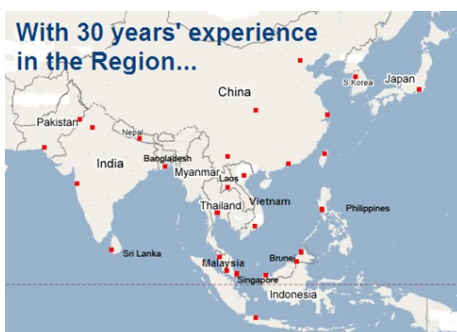 With 30 years' experience
in the Region...
China
S Korea
Japan
Pakistan
Nepal
India
Bangladesh
Myanmar
Laos
Thailand
Vietnam
Philippines
Sri Lanka
Malaysia
Brunei
Singapore
Indonesia